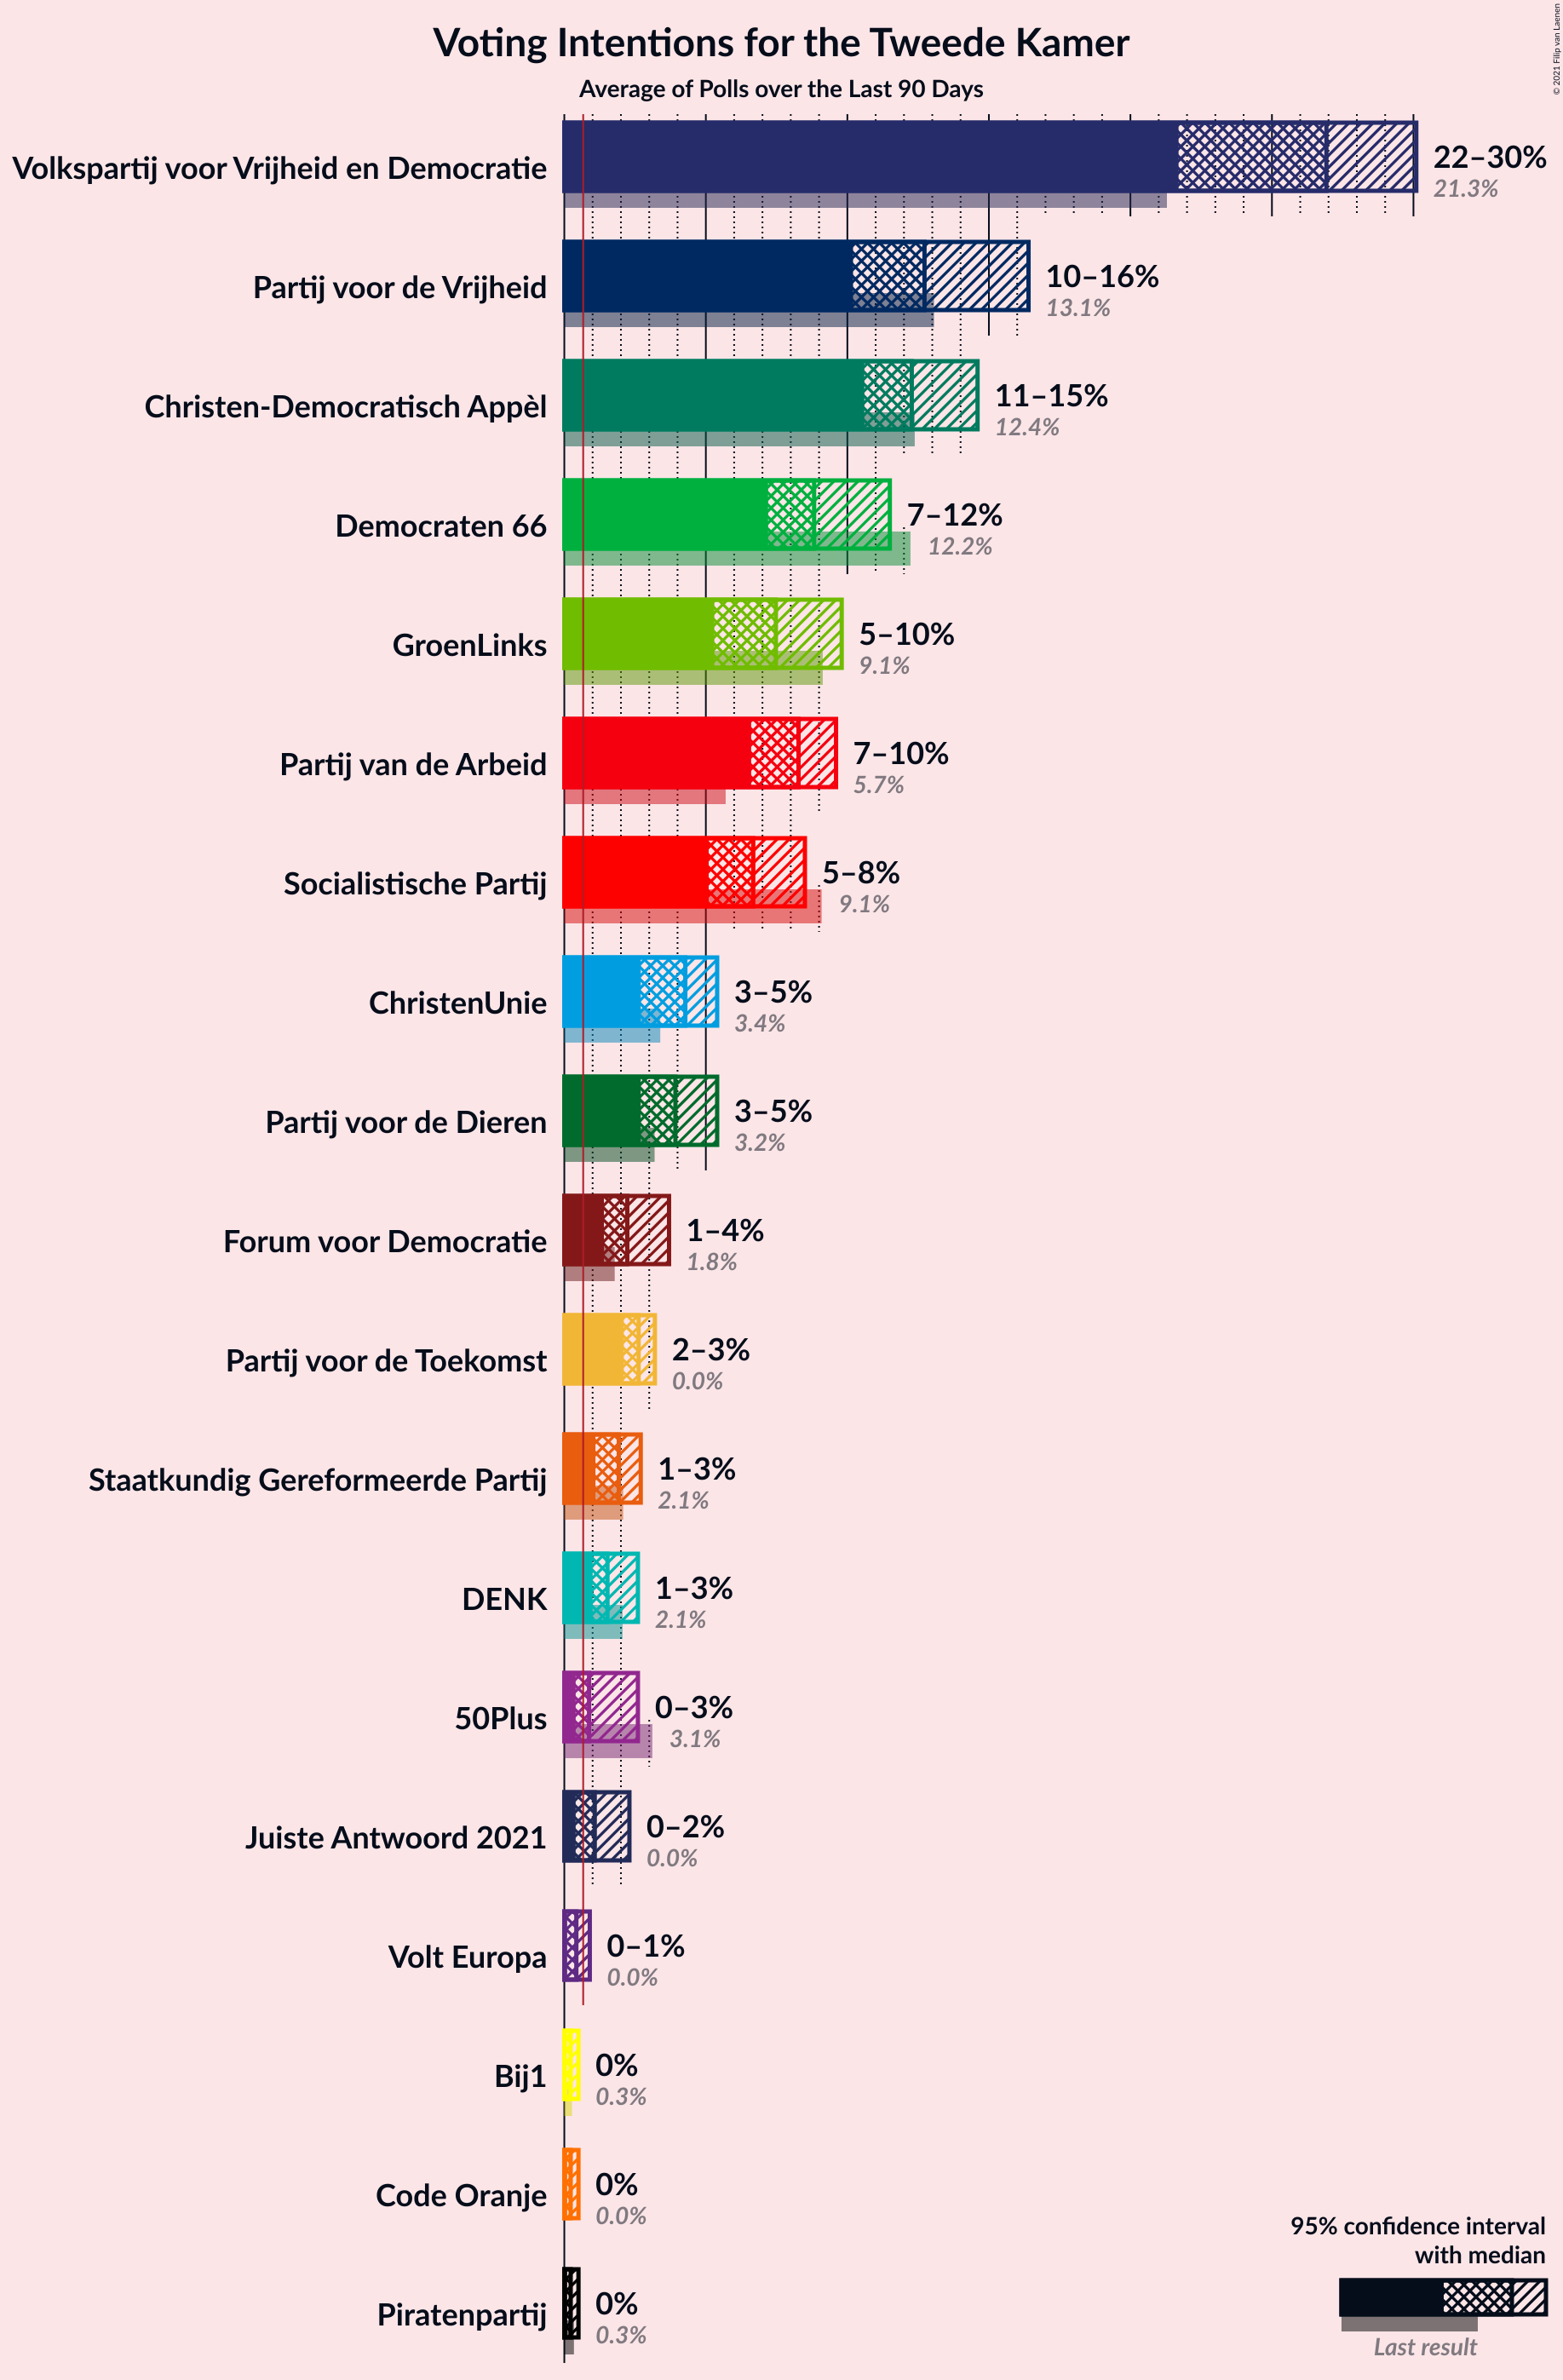 Voting Intentions for the Tweede Kamer
Average of Polls over the Last 90 Days
© 2021 Filip van Laenen
Volkspartij voor Vrijheid en Democratie
22–30%
21.3%
Partij voor de Vrijheid
10–16%
13.1%
Christen-Democratisch Appèl
11–15%
12.4%
Democraten 66
7–12%
12.2%
GroenLinks
5–10%
9.1%
Partij van de Arbeid
7–10%
5.7%
Socialistische Partij
5–8%
9.1%
ChristenUnie
3–5%
3.4%
Partij voor de Dieren
3–5%
3.2%
Forum voor Democratie
1–4%
1.8%
Partij voor de Toekomst
2–3%
0.0%
Staatkundig Gereformeerde Partij
1–3%
2.1%
DENK
1–3%
2.1%
50Plus
0–3%
3.1%
Juiste Antwoord 2021
0–2%
0.0%
Volt Europa
0–1%
0.0%
Bij1
0%
0.3%
Code Oranje
0%
0.0%
Piratenpartij
0%
0.3%
95% confidence interval
with median
Last result